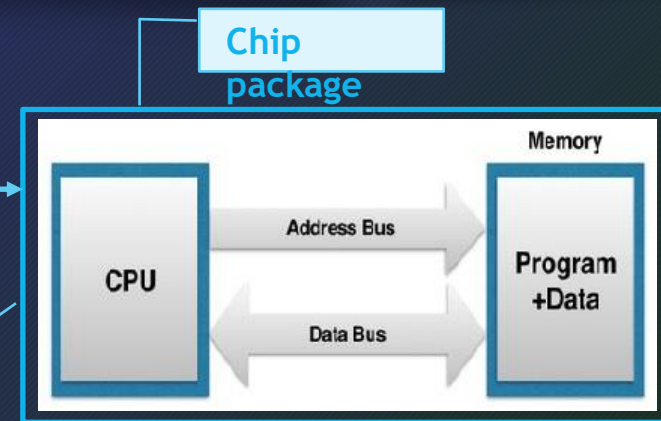 Chip
package
Memory
Address Bus
CPU
Program
+Data
Data Bus